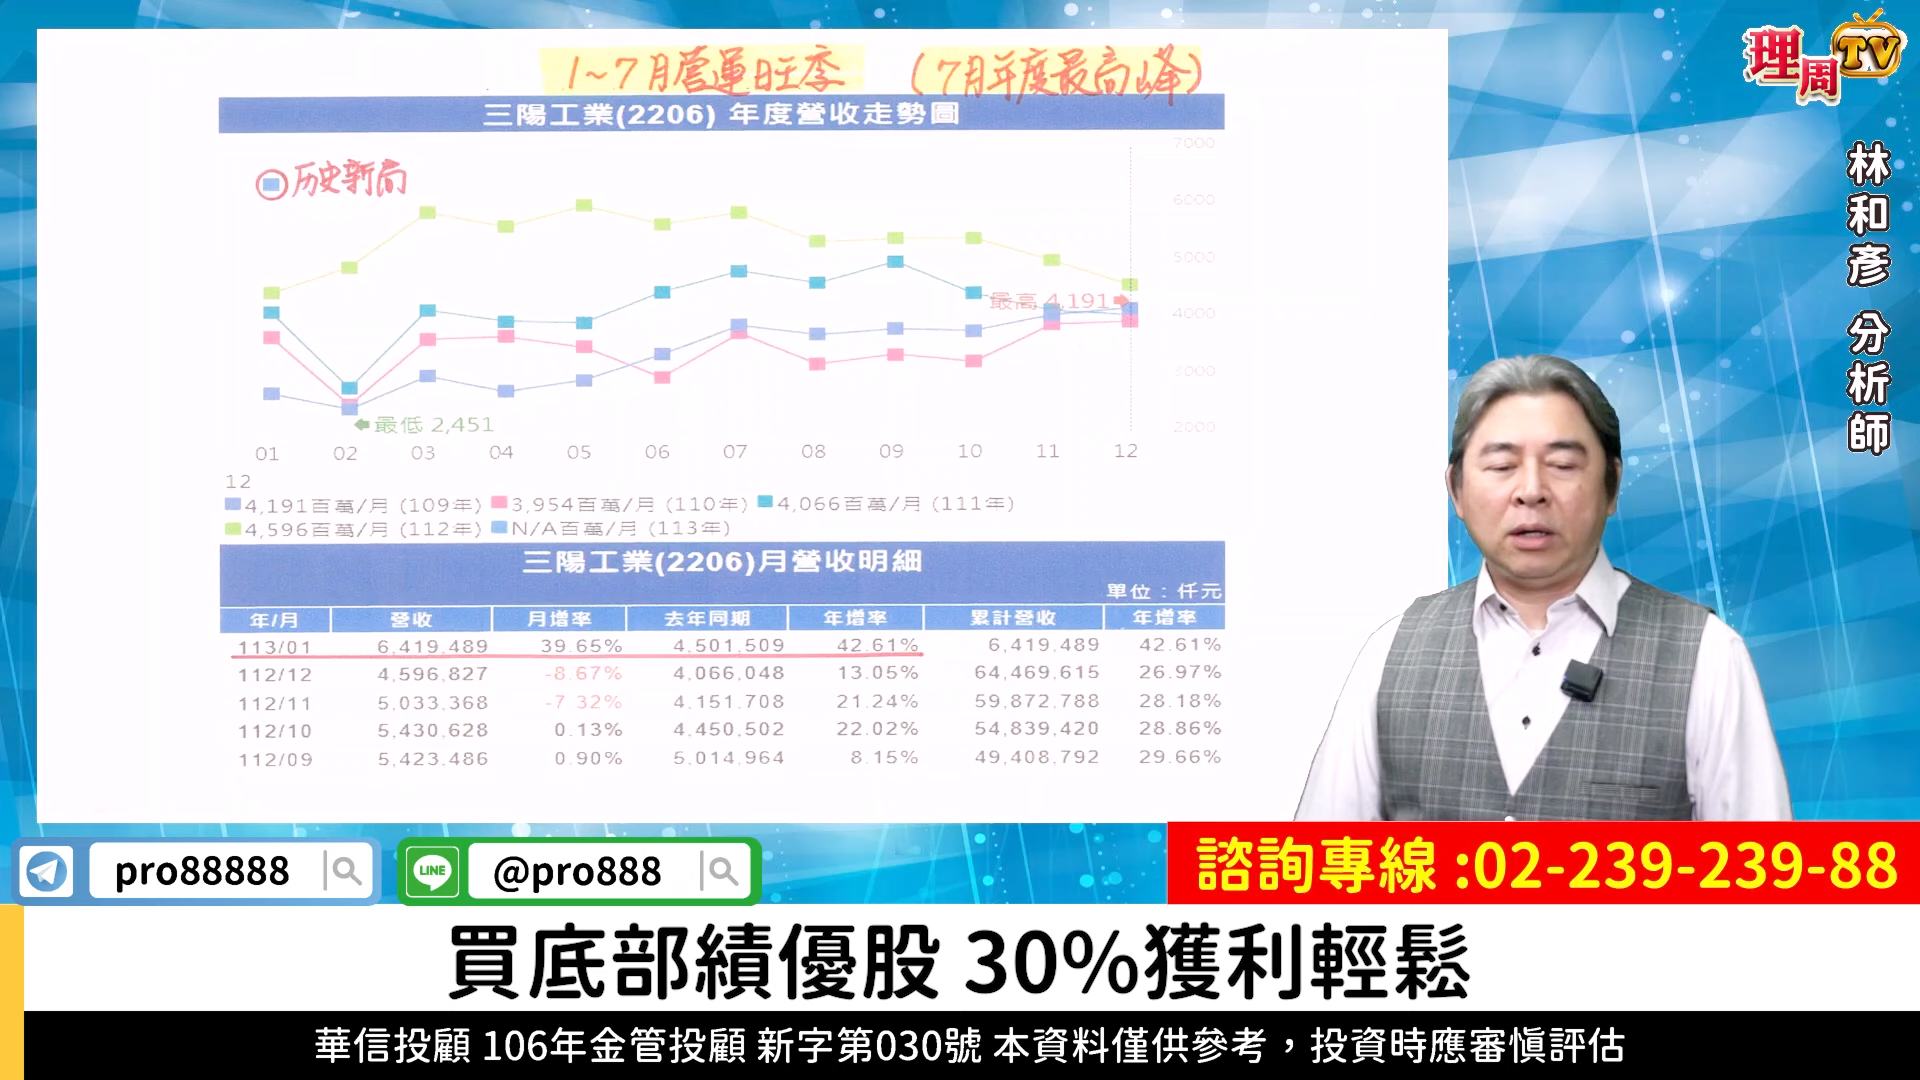 1~7月營運旺季 (7月年度最高峰)
理周TV
三陽工業(2206) 年度營收走勢圖
林和彥 分析師
历史新高
7000
6000
5000
最高 4,191
4000
3000
最低 2,451
2000
01 02 03 04 05 06 07 08 09 10 11 12
12
4,191百萬/月 (109年) 3,954百萬/月 (110年) 4,066百萬/月 (111年)
4,596百萬/月 (112年) N/A百萬/月 (113年)
三陽工業(2206)月營收明細
單位：仟元
年/月 營收 月增率 去年同期 年增率 累計營收 年增率
113/01 6,419,489 39.65% 4,501,509 42.61% 6,419,489 42.61%
112/12 4,596,827 -8.67% 4,066,048 13.05% 64,469,615 26.97%
112/11 5,033,368 -7.32% 4,151,708 21.24% 59,872,788 28.18%
112/10 5,430,628 0.13% 4,450,502 22.02% 54,839,420 28.86%
112/09 5,423,486 0.90% 5,014,964 8.15% 49,408,792 29.66%
pro88888
LINE
@pro888
諮詢專線 :02-239-239-88
買底部績優股 30%獲利輕鬆
華信投顧 106年金管投顧 新字第030號 本資料僅供參考，投資時應審慎評估